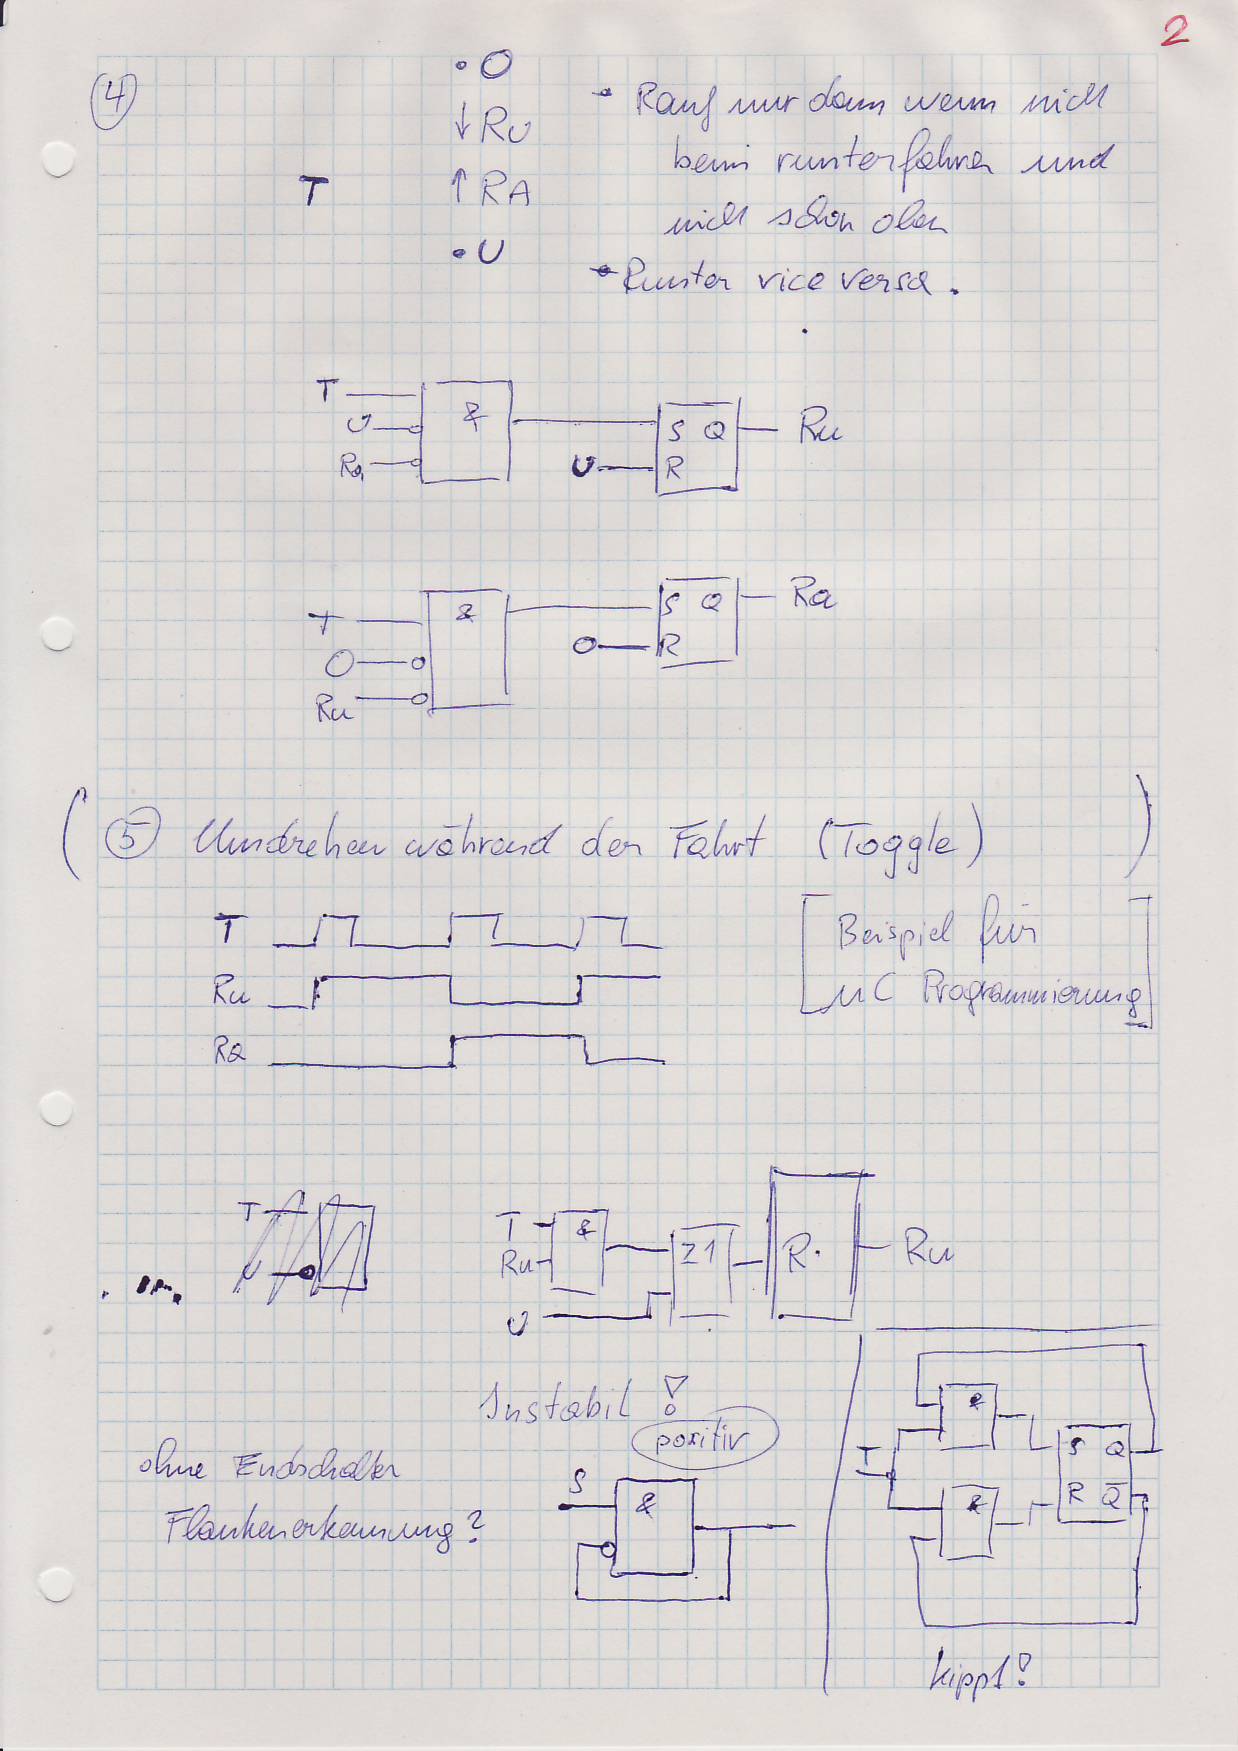 2
4
• O
↓ RU
T
↑ RA
• U
• Rauf nur dann wenn nicht
beim runterfahren und
nicht schon oben
• Runter vice versa.
T
U
Ra
&
U
S Q
R
Ru
T
O
Ru
&
O
S Q
R
Ra
( 5 Umdrehen während der Fahrt (Toggle) )
T
Ru
Ra
[ Beispiel für
µC Programmierung ]
T
U
T
Ru
U
&
≥1
R
Ru
Instabil !
positiv
ohne Endschalter
Flankenerkennung?
S
&
T
&
&
S Q
R Q̅
kippt!